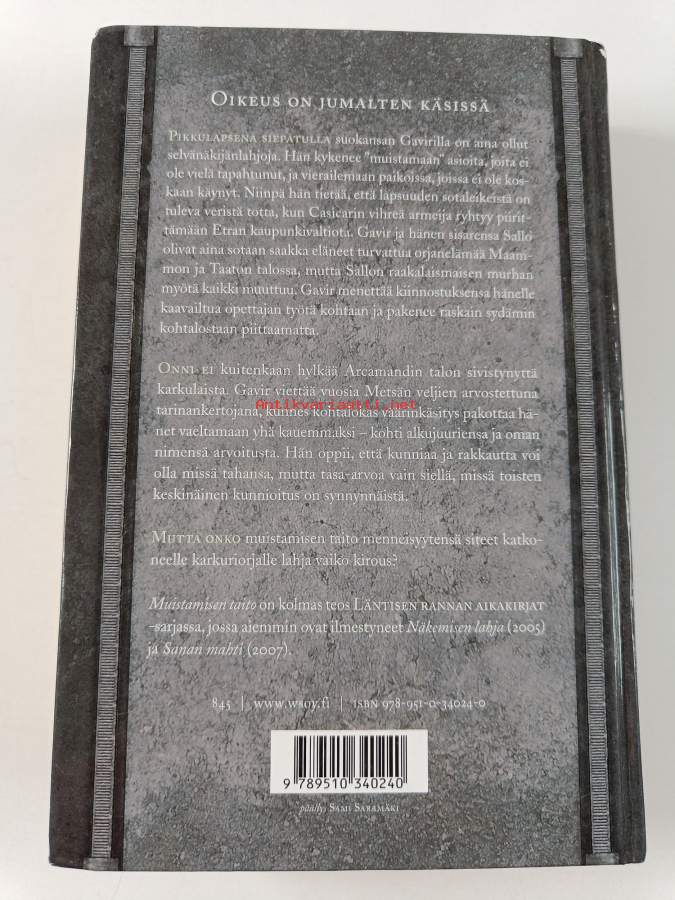 Oikeus on jumalten käsissä
Pikkulapsena siepatulla suokansan Gavirilla on aina ollut
selvänäkijänlahjoja. Hän kykenee "muistamaan" asioita, joita ei
ole vielä tapahtunut, ja vierailemaan paikoissa, joissa ei ole kos-
kaan käynyt. Niinpä hän tietää, että lapsuuden sotaleikeistä on
tuleva veristä totta, kun Casicarin vihreä armeija ryhtyy piirit-
tämään Etran kaupunkivaltiota. Gavir ja hänen sisarensa Sallo
olivat aina sotaan saakka eläneet turvattua orjanelämää Maam-
mon ja Taaton talossa, mutta Sallon raakalaismaisen murhan
myötä kaikki muuttuu. Gavir menettää kiinnostuksensa hänelle
kaavailtua opettajan työtä kohtaan ja pakenee raskain sydämin
kohtalostaan piittaamatta.
Onni ei kuitenkaan hylkää Arcamandin talon sivistynyttä
karkulaista. Gavir viettää vuosia Metsän veljien arvostettuna
Antikvariaatti.net
tarinankertojana, kunnes kohtalokas väärinkäsitys pakottaa hä-
net vaeltamaan yhä kauemmaksi – kohti alkujuuriensa ja oman
nimensä arvoitusta. Hän oppii, että kunniaa ja rakkautta voi
olla missä tahansa, mutta tasa-arvoa vain siellä, missä toisten
keskinäinen kunnioitus on synnynnäistä.
Mutta onko muistamisen taito menneisyytensä siteet katko-
neelle karkuriorjalle lahja vaiko kirous?
Muistamisen taito on kolmas teos Läntisen rannan aikakirjat
-sarjassa, jossa aiemmin ovat ilmestyneet Näkemisen lahja (2005)
ja Sanan mahti (2007).
845 | www.wsoy.fi | ISBN 978-951-0-34024-0
9 789510 340240
päällys Sami Saramäki